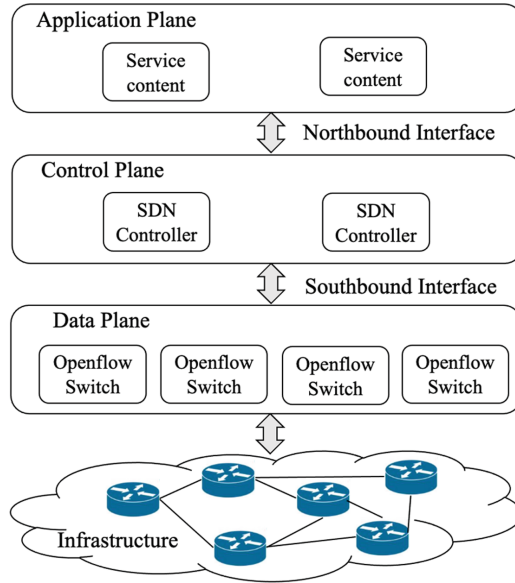 Application Plane
Service
content
Service
content
Northbound Interface
Control Plane
SDN
Controller
SDN
Controller
Southbound Interface
Data Plane
Openflow
Switch
Openflow
Switch
Openflow
Switch
Openflow
Switch
Infrastructure